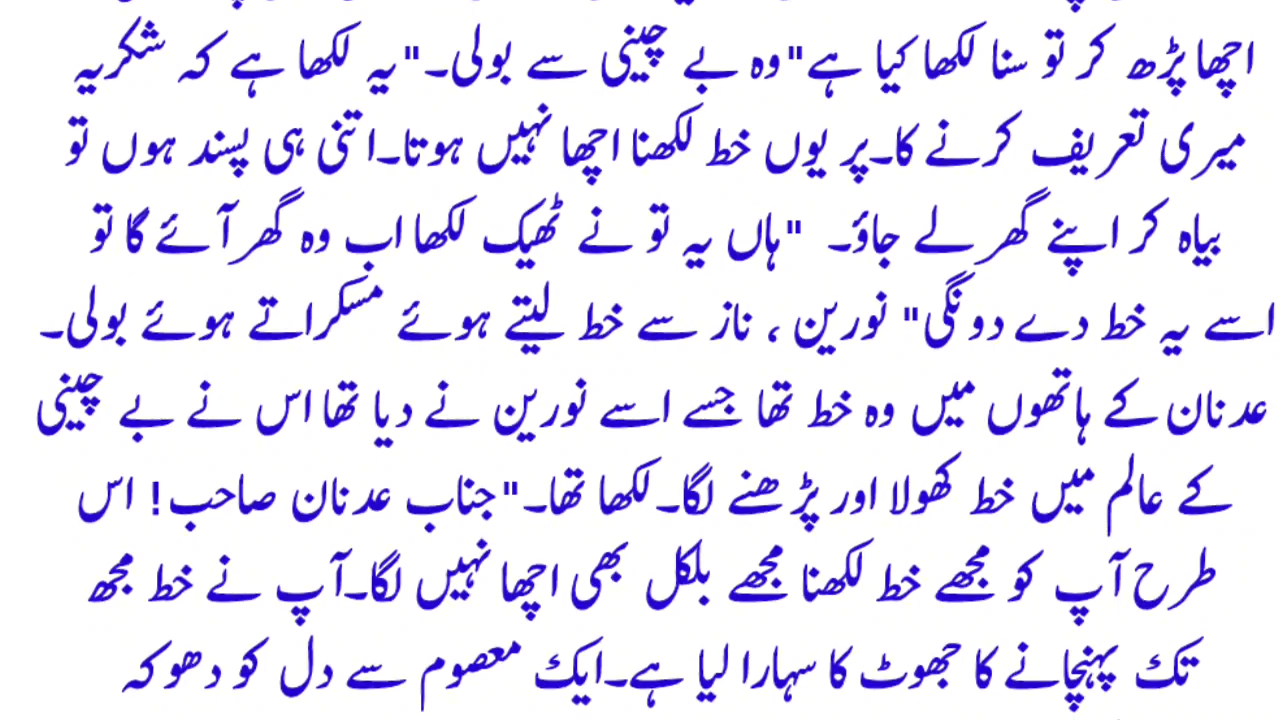 اچھا پڑھ کر تو سنا لکھا کیا ہے" وہ بے چینی سے بولی۔ "یہ لکھا ہے کہ شکریہ
میری تعریف کرنے کا۔ پر یوں خط لکھنا اچھا نہیں ہوتا۔ اتنی ہی پسند ہوں تو
بیاہ کر اپنے گھر لے جاؤ۔ "ہاں یہ تو نے ٹھیک لکھا اب وہ گھر آئے گا تو
اسے یہ خط دے دونگی" نورین ، ناز سے خط لیتے ہوئے مسکراتے ہوئے بولی۔
عدنان کے ہاتھوں میں وہ خط تھا جسے اسے نورین نے دیا تھا اس نے بے چینی
کے عالم میں خط کھولا اور پڑھنے لگا۔ لکھا تھا۔ "جناب عدنان صاحب! اس
طرح آپ کو مجھے خط لکھنا مجھے بلکل بھی اچھا نہیں لگا۔ آپ نے خط مجھ
تک پہنچانے کا جھوٹ کا سہارا لیا ہے۔ ایک معصوم سے دل کو دھوکہ